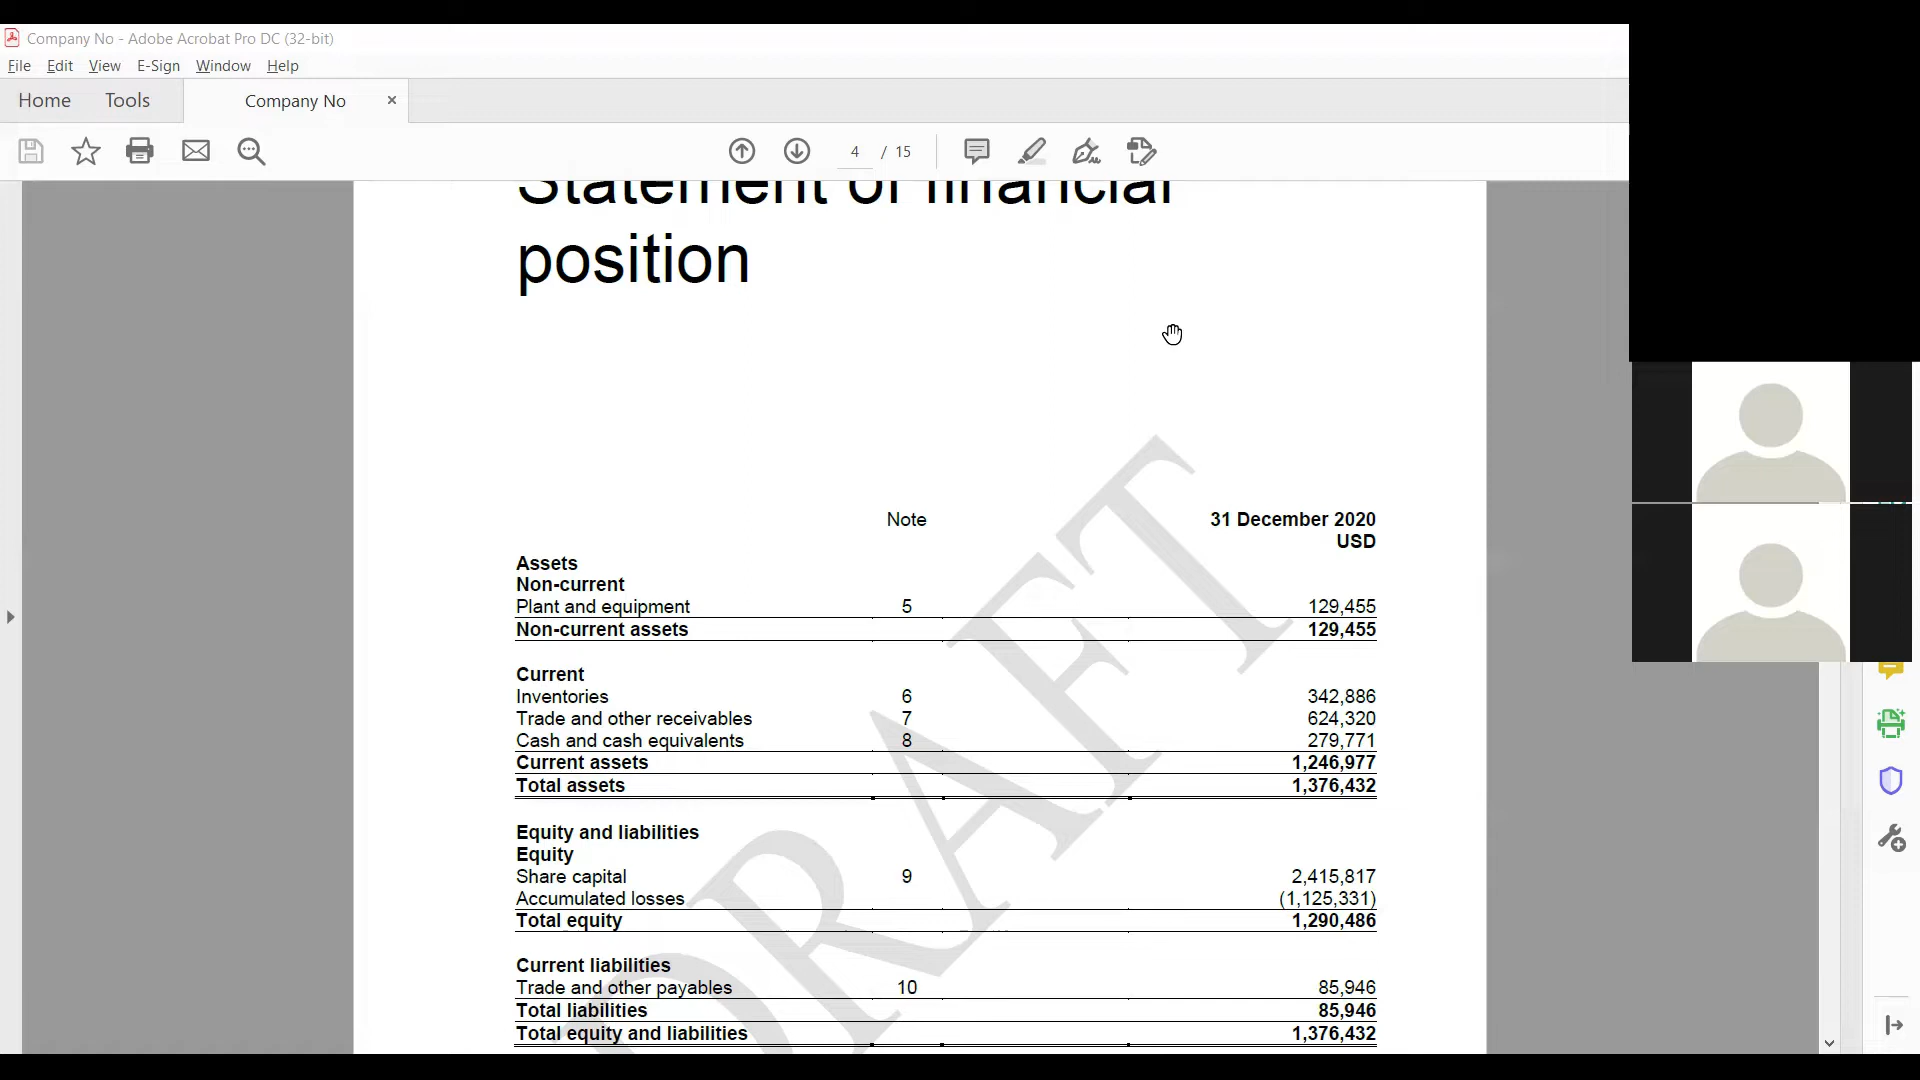 Company No - Adobe Acrobat Pro DC (32-bit)
File Edit View E-Sign Window Help
Home Tools Company No ×
4 / 15
Statement of financial
position
Note 31 December 2020
USD
Assets
Non-current
Plant and equipment 5 129,455
Non-current assets 129,455
Current
Inventories 6 342,886
Trade and other receivables 7 624,320
Cash and cash equivalents 8 279,771
Current assets 1,246,977
Total assets 1,376,432
Equity and liabilities
Equity
Share capital 9 2,415,817
Accumulated losses (1,125,331)
Total equity 1,290,486
Current liabilities
Trade and other payables 10 85,946
Total liabilities 85,946
Total equity and liabilities 1,376,432
DRAFT